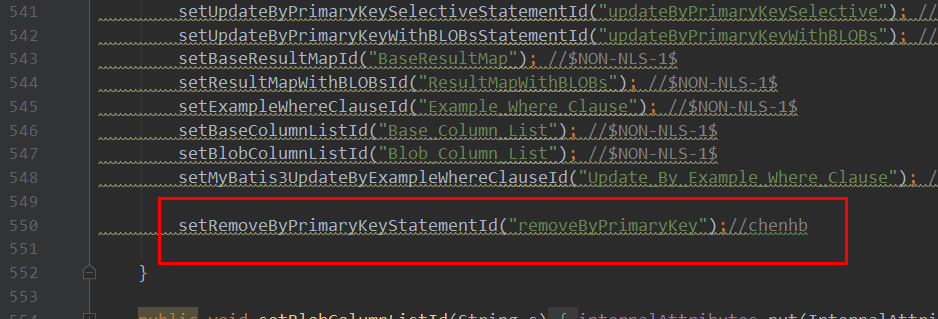 541 setUpdateByPrimaryKeySelectiveStatementId("updateByPrimaryKeySelective"); //
542 setUpdateByPrimaryKeyWithBLOBsStatementId("updateByPrimaryKeyWithBLOBs"); //
543 setBaseResultMapId("BaseResultMap"); //$NON-NLS-1$
544 setResultMapWithBLOBsId("ResultMapWithBLOBs"); //$NON-NLS-1$
545 setExampleWhereClauseId("Example_Where_Clause"); //$NON-NLS-1$
546 setBaseColumnListId("Base_Column_List"); //$NON-NLS-1$
547 setBlobColumnListId("Blob_Column_List"); //$NON-NLS-1$
548 setMyBatis3UpdateByExampleWhereClauseId("Update_By_Example_Where_Clause"); //
549
550 setRemoveByPrimaryKeyStatementId("removeByPrimaryKey");//chenhb
551
552 }
553
554 public void setBlobColumnListId(String s) { internalAttributes.put(InternalAttri